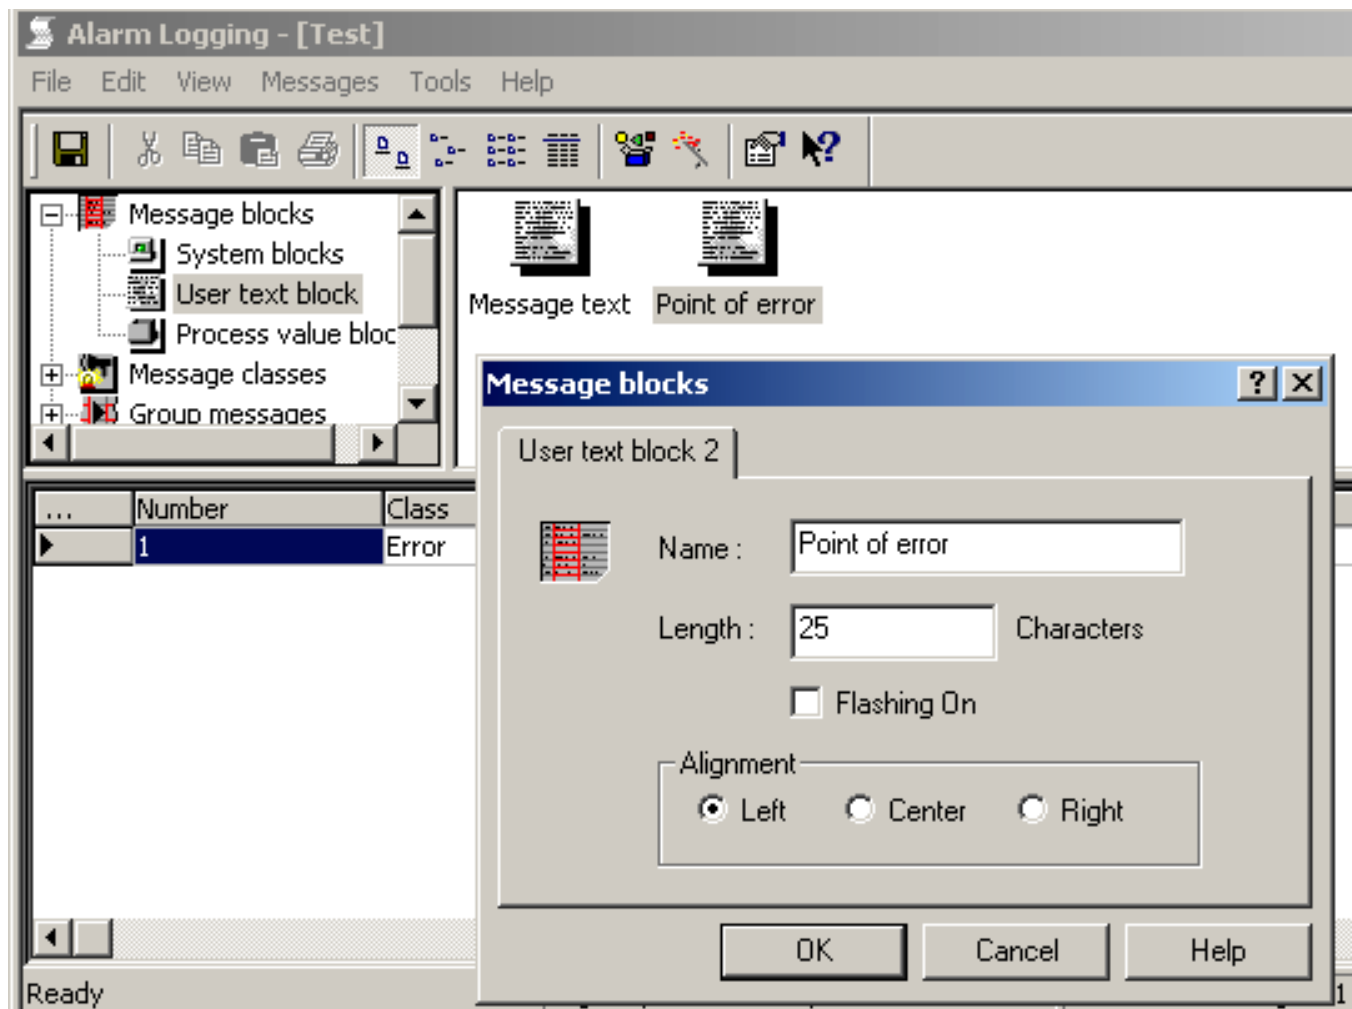 Alarm Logging - [Test]
File Edit View Messages Tools Help
Message blocks
System blocks
User text block
Process value bloc
Message classes
Group messages
Message text
Point of error
Message blocks
User text block 2
Name :
Point of error
Length :
25
Characters
Flashing On
Alignment
Left
Center
Right
OK
Cancel
Help
... Number Class
1 Error
Ready
1